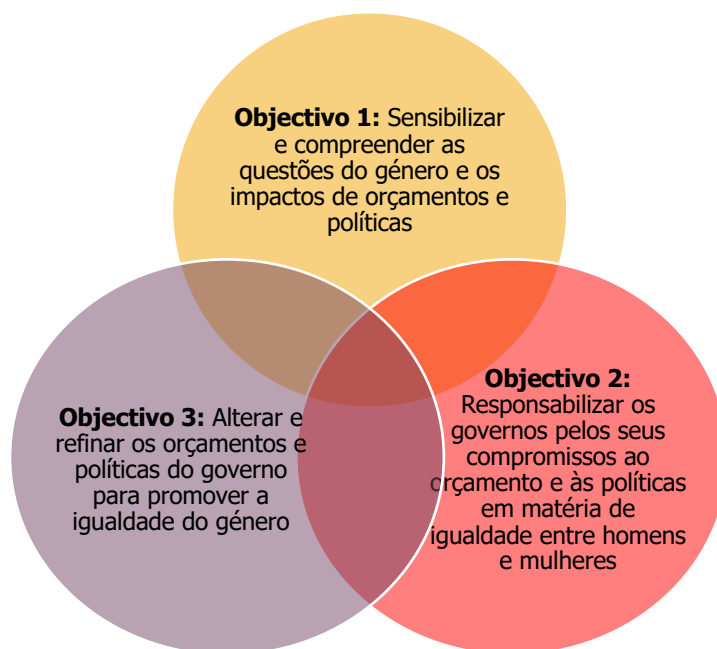 Objectivo 1: Sensibilizar
e compreender as
questões do género e os
impactos de orçamentos e
políticas
Objectivo 2:
Responsabilizar os
governos pelos seus
compromissos ao
orçamento e às políticas
em matéria de
igualdade entre homens
e mulheres
Objectivo 3: Alterar e
refinar os orçamentos e
políticas do governo
para promover a
igualdade do género